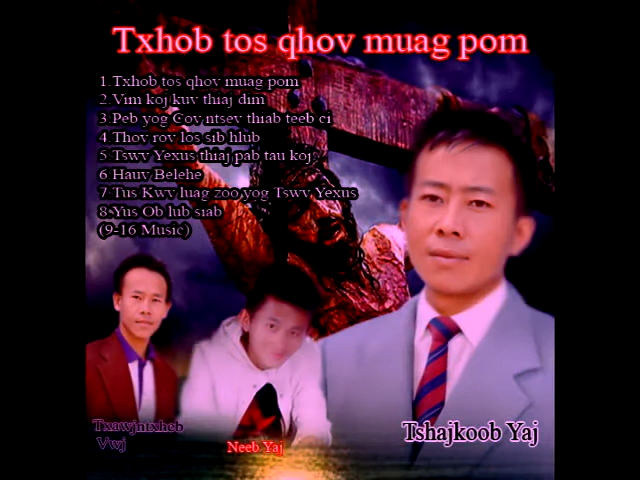 Txhob tos qhov muag pom
1.Txhob tos qhov muag pom
2.Vim koj kuv thiaj dim
3.Peb yog Cov ntsev thiab teeb ci
4.Thov rov los sib hlub
5.Tswv Yexus thiaj pab tau koj
6.Hauv Belehe
7.Tus Kwv luag zoo yog Tswv Yexus
8.Yus Ob lub siab
(9-16 Music)
Txawjntxheb
Vwj
Neeb Yaj
Tshajkoob Yaj